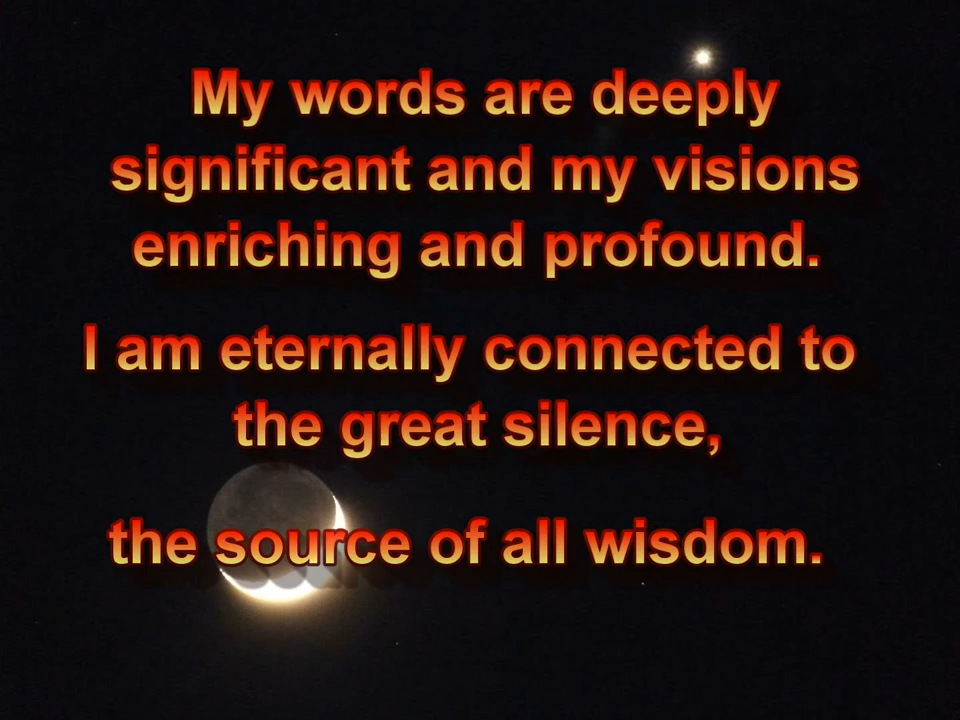 My words are deeply
significant and my visions
enriching and profound.
I am eternally connected to
the great silence,
the source of all wisdom.